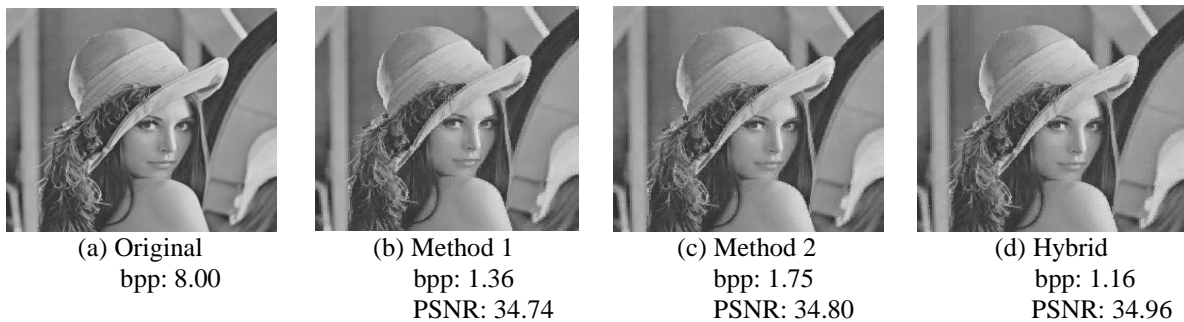 (a) Original
bpp: 8.00
(b) Method 1
bpp: 1.36
PSNR: 34.74
(c) Method 2
bpp: 1.75
PSNR: 34.80
(d) Hybrid
bpp: 1.16
PSNR: 34.96